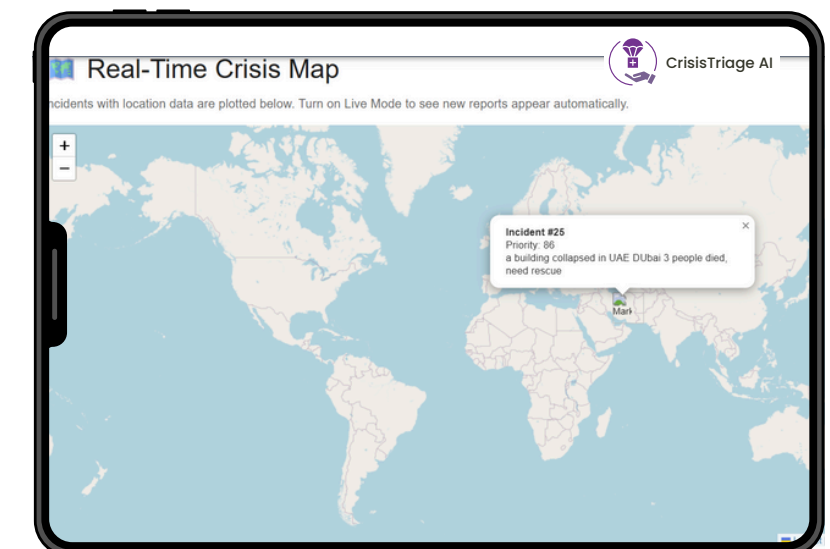 CrisisTriage AI
Real-Time Crisis Map
ncidents with location data are plotted below. Turn on Live Mode to see new reports appear automatically.
+
−
Incident #25
×
Priority: 86
a building collapsed in UAE DUbai 3 people died,
need rescue
Mark